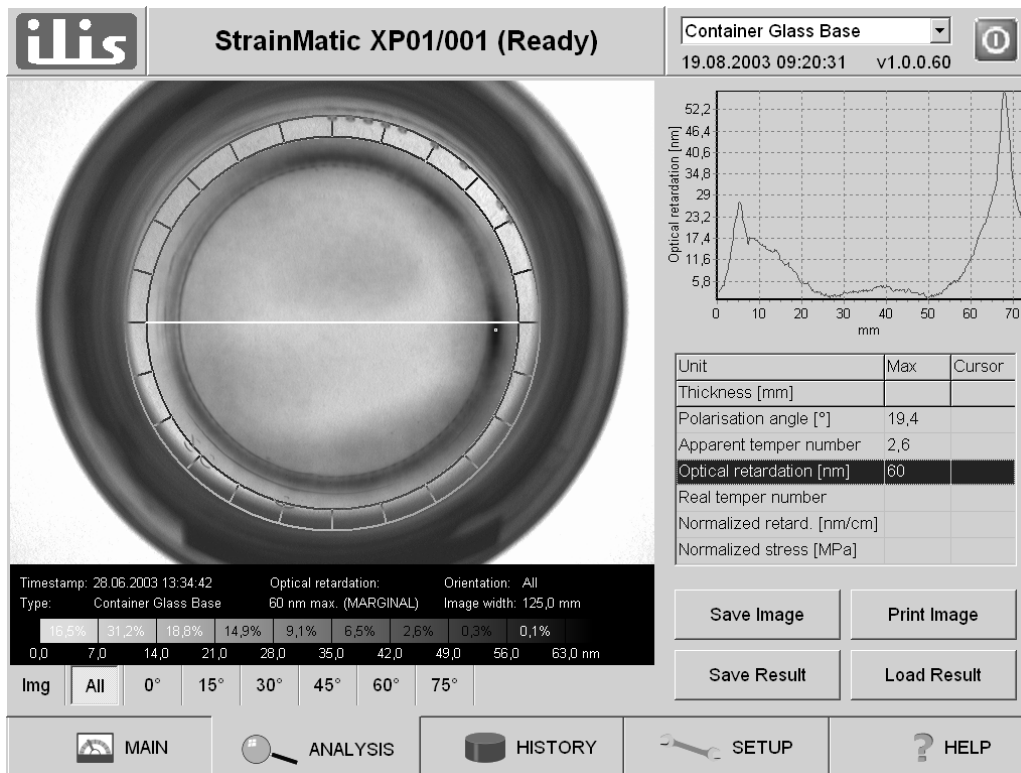 ilis
StrainMatic XP01/001 (Ready)
Container Glass Base
19.08.2003 09:20:31 v1.0.0.60
Optical retardation [nm]
52,2
46,4
40,6
34,8
29
23,2
17,4
11,6
5,8
0 10 20 30 40 50 60 70
mm
Unit Max Cursor
Thickness [mm]
Polarisation angle [°] 19,4
Apparent temper number 2,6
Optical retardation [nm] 60
Real temper number
Normalized retard. [nm/cm]
Normalized stress [MPa]
Timestamp: 28.06.2003 13:34:42 Optical retardation: Orientation: All
Type: Container Glass Base 60 nm max. (MARGINAL) Image width: 125,0 mm
16,5% 31,2% 18,8% 14,9% 9,1% 6,5% 2,6% 0,3% 0,1%
0,0 7,0 14,0 21,0 28,0 35,0 42,0 49,0 56,0 63,0 nm
Save Image Print Image
Save Result Load Result
Img All 0° 15° 30° 45° 60° 75°
MAIN ANALYSIS HISTORY SETUP ? HELP